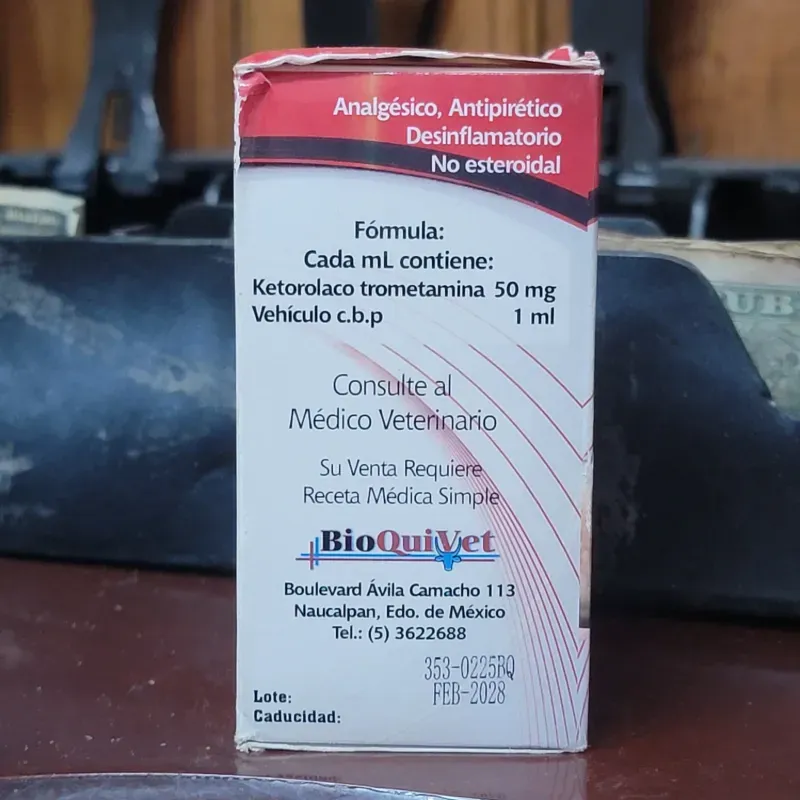 Analgésico, Antipirético
Desinflamatorio
No esteroidal
Fórmula:
Cada mL contiene:
Ketorolaco trometamina 50 mg
Vehículo c.b.p 1 ml
Consulte al
Médico Veterinario
Su Venta Requiere
Receta Médica Simple
BioQuiVet
Boulevard Ávila Camacho 113
Naucalpan, Edo. de México
Tel.: (5) 3622688
353-0225BQ
FEB-2028
Lote:
Caducidad: